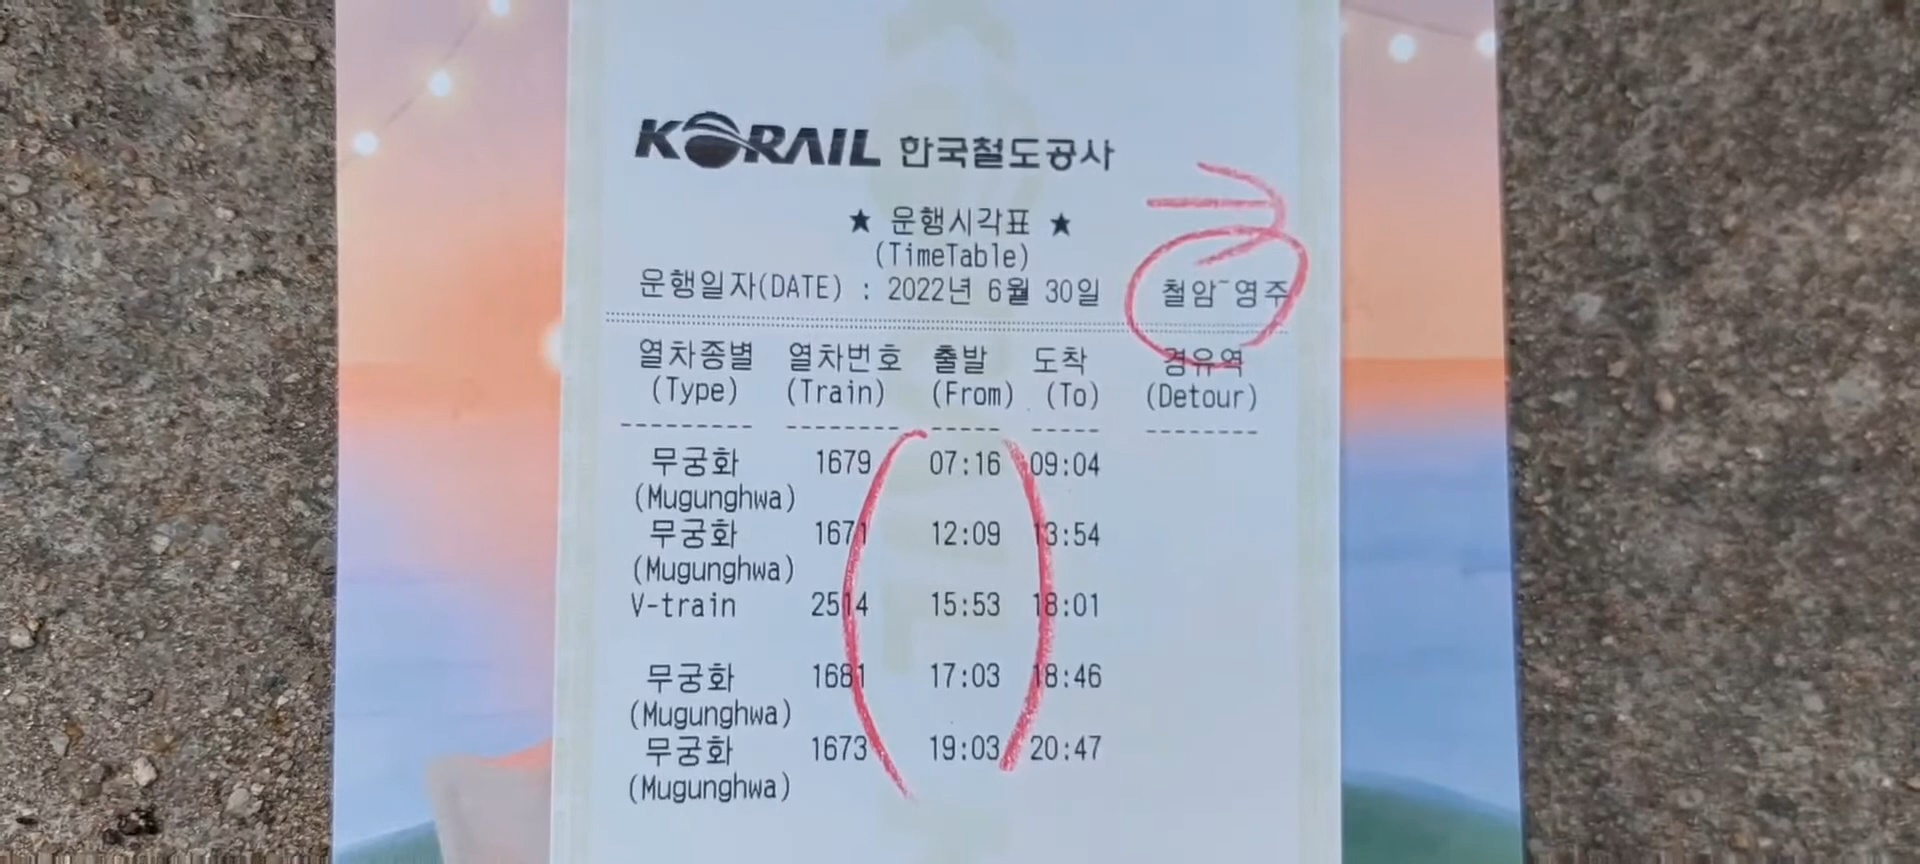 KORAIL 한국철도공사
★ 운행시각표 ★
(TimeTable)
운행일자(DATE) : 2022년 6월 30일 철암~영주
열차종별 열차번호 출발 도착 경유역
(Type) (Train) (From) (To) (Detour)
무궁화 1679 07:16 09:04
(Mugunghwa)
무궁화 1671 12:09 13:54
(Mugunghwa)
V-train 2514 15:53 18:01
무궁화 1681 17:03 18:46
(Mugunghwa)
무궁화 1673 19:03 20:47
(Mugunghwa)